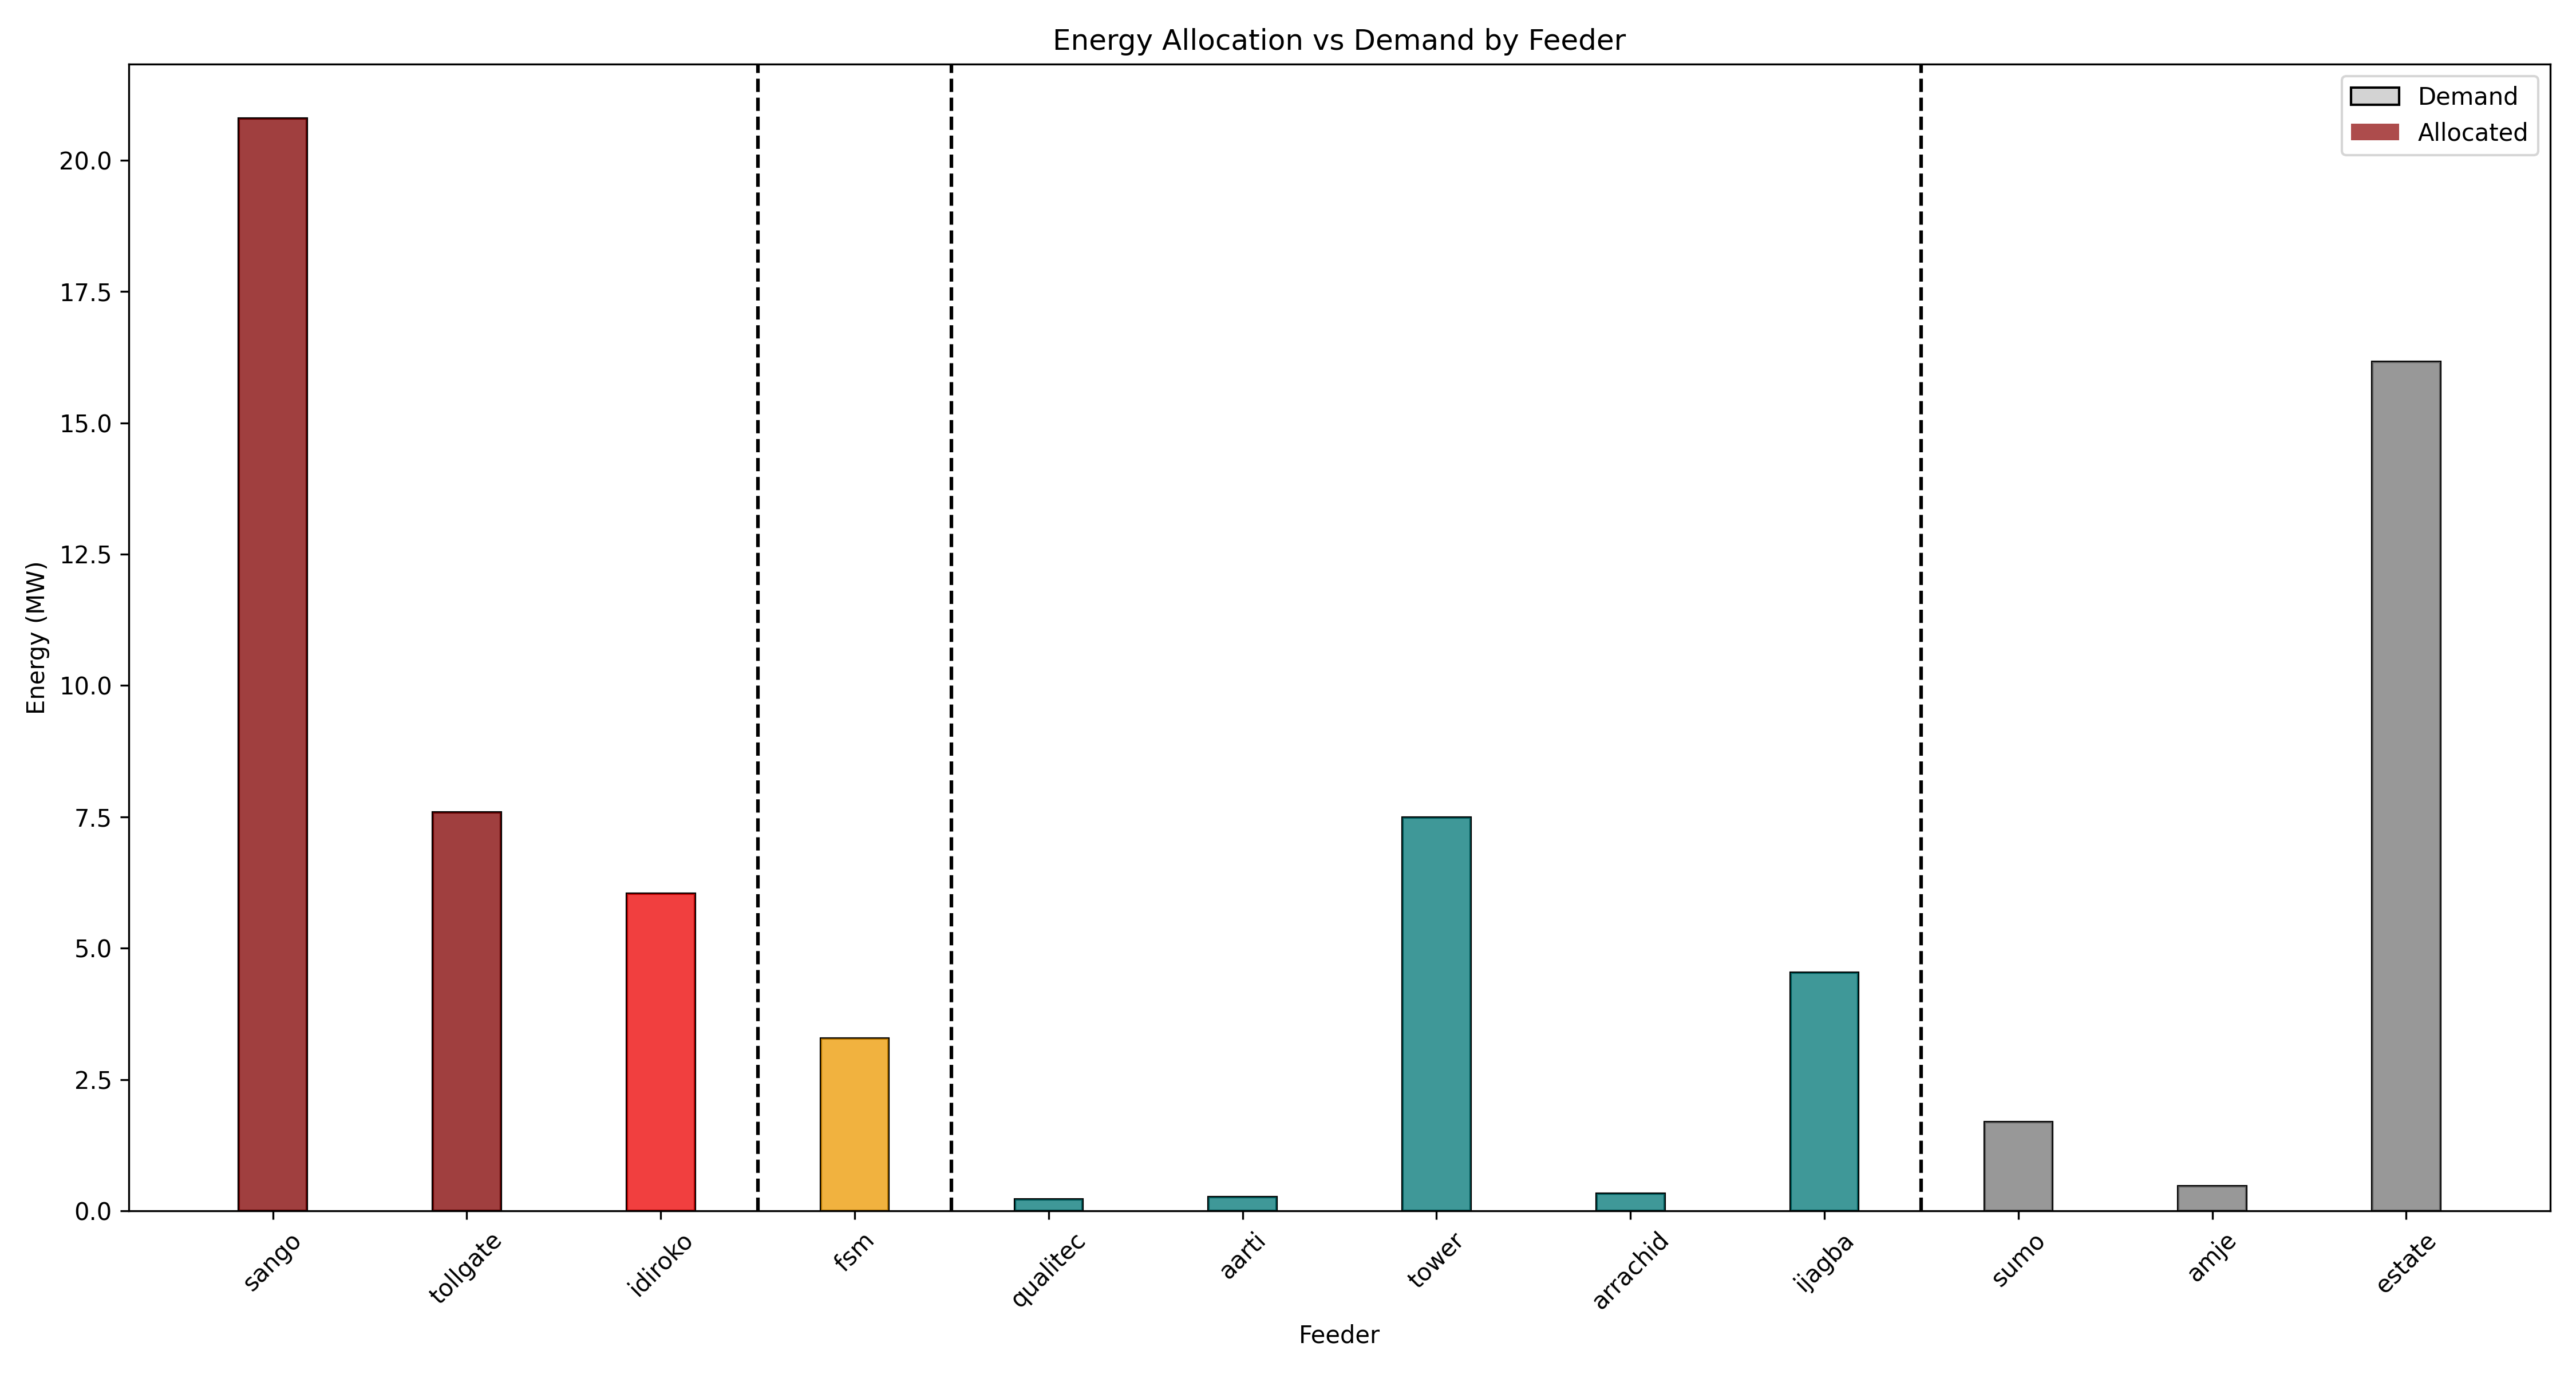 Energy Allocation vs Demand by Feeder
Demand
Allocated
Energy (MW)
20.0
17.5
15.0
12.5
10.0
7.5
5.0
2.5
0.0
sango
tollgate
idiroko
fsm
qualitec
aarti
tower
arrachid
ijagba
sumo
amje
estate
Feeder